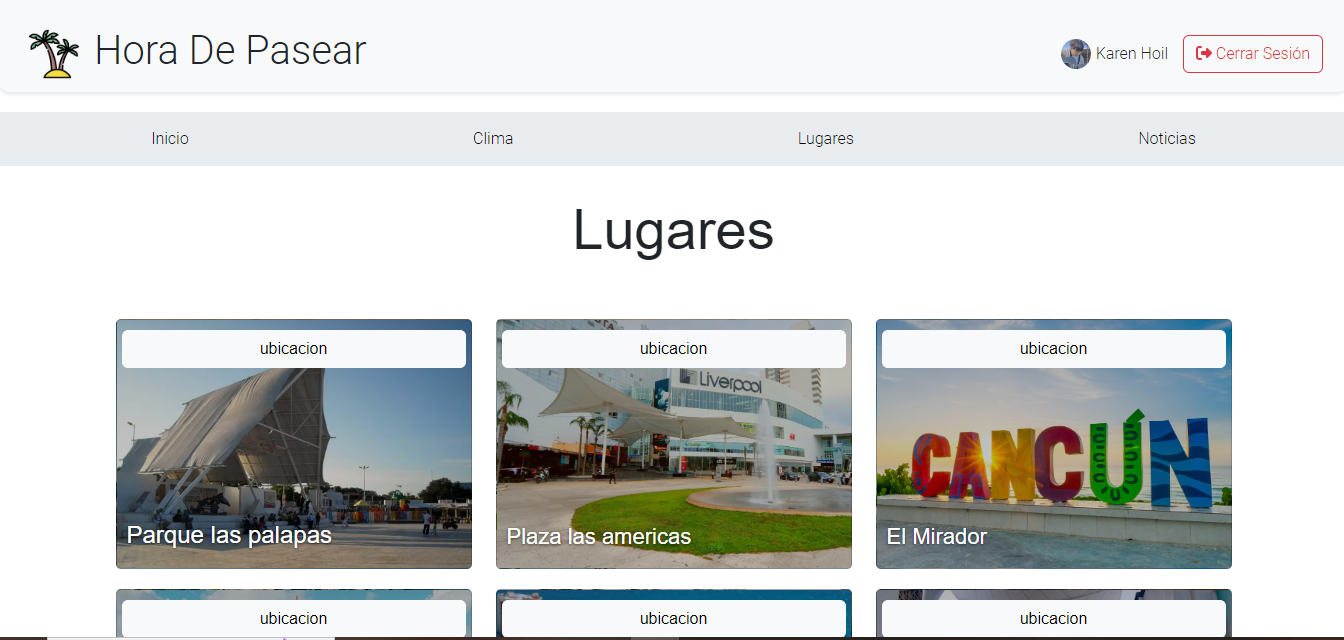 Hora De Pasear
Karen Hoil
Cerrar Sesión
Inicio
Clima
Lugares
Noticias
Lugares
ubicacion
ubicacion
ubicacion
Liverpool
CANCÚN
Parque las palapas
Plaza las americas
El Mirador
ubicacion
ubicacion
ubicacion